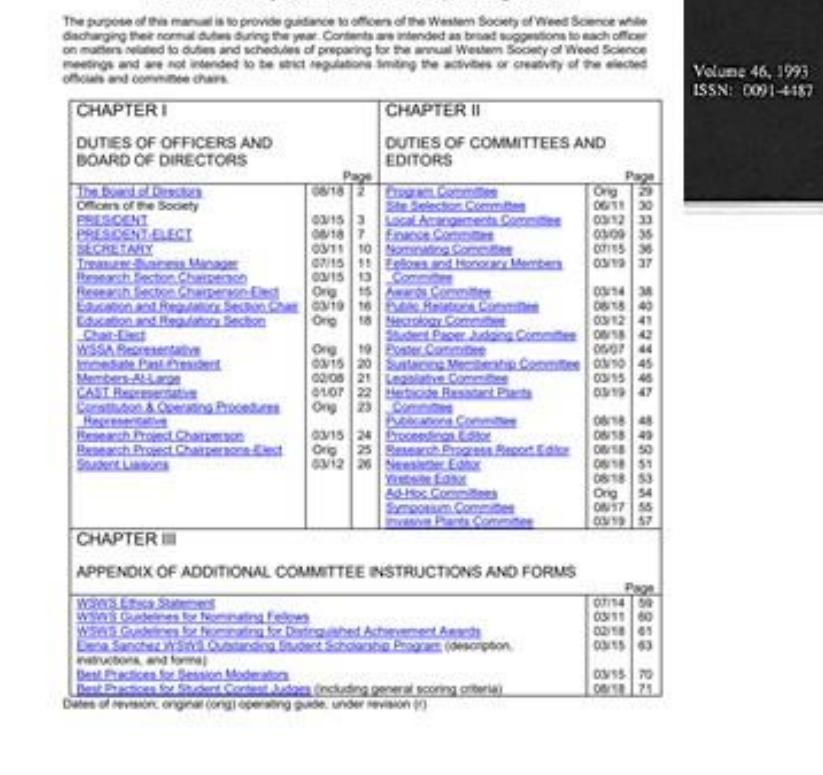 The purpose of this manual is to provide guidance to officers of the Western Society of Weed Science while
discharging their normal duties during the year. Contents are intended as broad suggestions to each officer
on matters related to duties and schedules of preparing for the annual Western Society of Weed Science
meetings and are not intended to be strict regulations limiting the activities or creativity of the elected
officials and committee chairs.
Volume 46, 1993
ISSN: 0091-4487
CHAPTER I
DUTIES OF OFFICERS AND
BOARD OF DIRECTORS
Page
The Board of Directors 08/18 2
Officers of the Society
PRESIDENT 03/15 3
PRESIDENT-ELECT 08/18 7
SECRETARY 03/11 10
Treasurer-Business Manager 07/15 11
Research Section Chairperson 03/15 13
Research Section Chairperson-Elect Orig 15
Education and Regulatory Section Chair 03/19 16
Education and Regulatory Section Orig 18
Chair-Elect
WSSA Representative Orig 19
Immediate Past-President 03/15 20
Members-At-Large 02/08 21
CAST Representative 01/07 22
Constitution & Operating Procedures Orig 23
Representative
Research Project Chairperson 03/15 24
Research Project Chairpersons-Elect Orig 25
Student Liaisons 03/12 26
CHAPTER II
DUTIES OF COMMITTEES AND
EDITORS
Page
Program Committee Orig 29
Site Selection Committee 06/11 30
Local Arrangements Committee 03/12 33
Finance Committee 03/09 35
Nominating Committee 07/15 36
Fellows and Honorary Members 03/19 37
Committee
Awards Committee 03/14 38
Public Relations Committee 08/18 40
Necrology Committee 03/12 41
Student Paper Judging Committee 08/18 42
Poster Committee 05/07 44
Sustaining Membership Committee 03/10 45
Legislative Committee 03/15 46
Herbicide Resistant Plants 03/19 47
Committee
Publications Committee 08/18 48
Proceedings Editor 08/18 49
Research Progress Report Editor 08/18 50
Newsletter Editor 08/18 51
Website Editor 08/18 53
Ad-Hoc Committees Orig 54
Symposium Committee 08/17 55
Invasive Plants Committee 03/19 57
CHAPTER III
APPENDIX OF ADDITIONAL COMMITTEE INSTRUCTIONS AND FORMS
Page
WSWS Ethics Statement 07/14 59
WSWS Guidelines for Nominating Fellows 03/11 60
WSWS Guidelines for Nominating for Distinguished Achievement Awards 02/18 61
Elena Sanchez WSWS Outstanding Student Scholarship Program (description, 03/15 63
instructions, and forms)
Best Practices for Session Moderators 03/15 70
Best Practices for Student Contest Judges (including general scoring criteria) 08/18 71
Dates of revision; original (orig) operating guide, under revision (r)